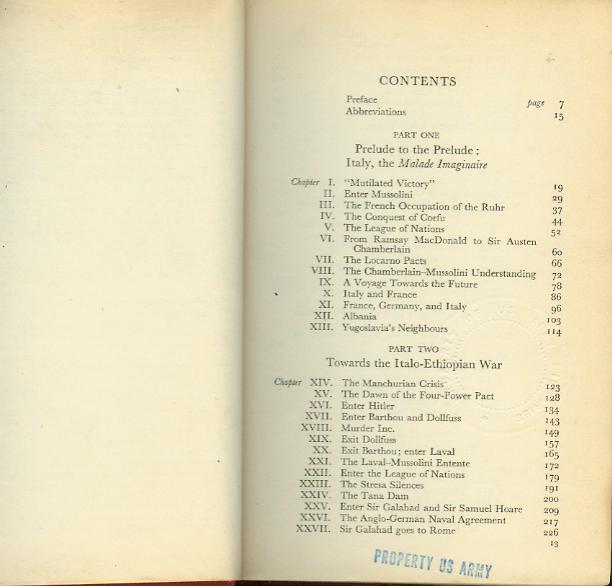 CONTENTS
Preface page 7
Abbreviations 15
PART ONE
Prelude to the Prelude :
Italy, the Malade Imaginaire
Chapter I. "Mutilated Victory" 19
II. Enter Mussolini 29
III. The French Occupation of the Ruhr 37
IV. The Conquest of Corfu 44
V. The League of Nations 52
VI. From Ramsay MacDonald to Sir Austen
Chamberlain 60
VII. The Locarno Pacts 66
VIII. The Chamberlain–Mussolini Understanding 72
IX. A Voyage Towards the Future 78
X. Italy and France 86
XI. France, Germany, and Italy 96
XII. Albania 103
XIII. Yugoslavia's Neighbours 114
PART TWO
Towards the Italo-Ethiopian War
Chapter XIV. The Manchurian Crisis 123
XV. The Dawn of the Four-Power Pact 128
XVI. Enter Hitler 134
XVII. Enter Barthou and Dollfuss 143
XVIII. Murder Inc. 149
XIX. Exit Dollfuss 157
XX. Exit Barthou; enter Laval 165
XXI. The Laval–Mussolini Entente 172
XXII. Enter the League of Nations 179
XXIII. The Stresa Silences 191
XXIV. The Tana Dam 200
XXV. Enter Sir Galahad and Sir Samuel Hoare 209
XXVI. The Anglo-German Naval Agreement 217
XXVII. Sir Galahad goes to Rome 226
13
PROPERTY US ARMY